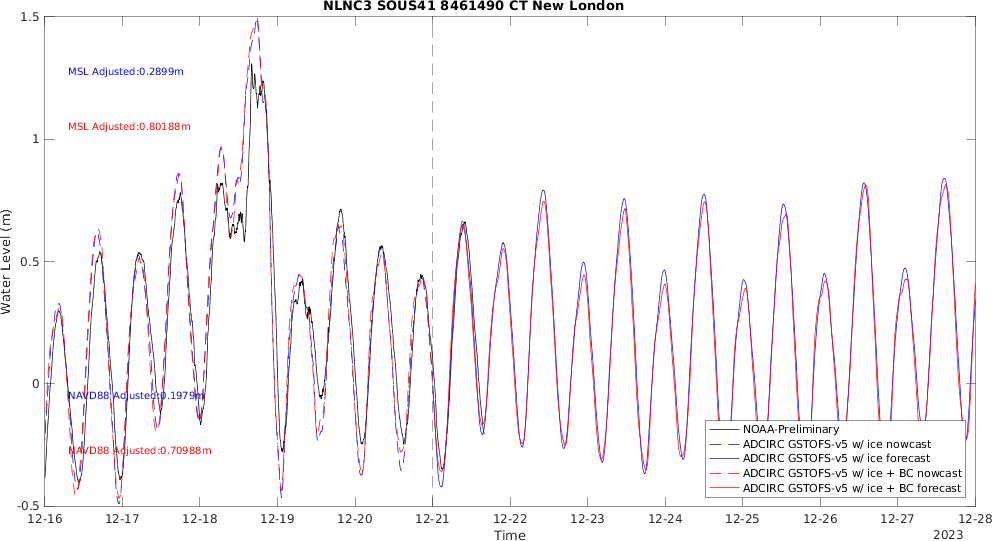 NLNC3 SOUS41 8461490 CT New London
1.5
1
0.5
0
-0.5
Water Level (m)
MSL Adjusted:0.2899m
MSL Adjusted:0.80188m
NAVD88 Adjusted:0.1979m
NAVD88 Adjusted:0.70988m
NOAA-Preliminary
ADCIRC GSTOFS-v5 w/ ice nowcast
ADCIRC GSTOFS-v5 w/ ice forecast
ADCIRC GSTOFS-v5 w/ ice + BC nowcast
ADCIRC GSTOFS-v5 w/ ice + BC forecast
12-16 12-17 12-18 12-19 12-20 12-21 12-22 12-23 12-24 12-25 12-26 12-27 12-28
Time
2023